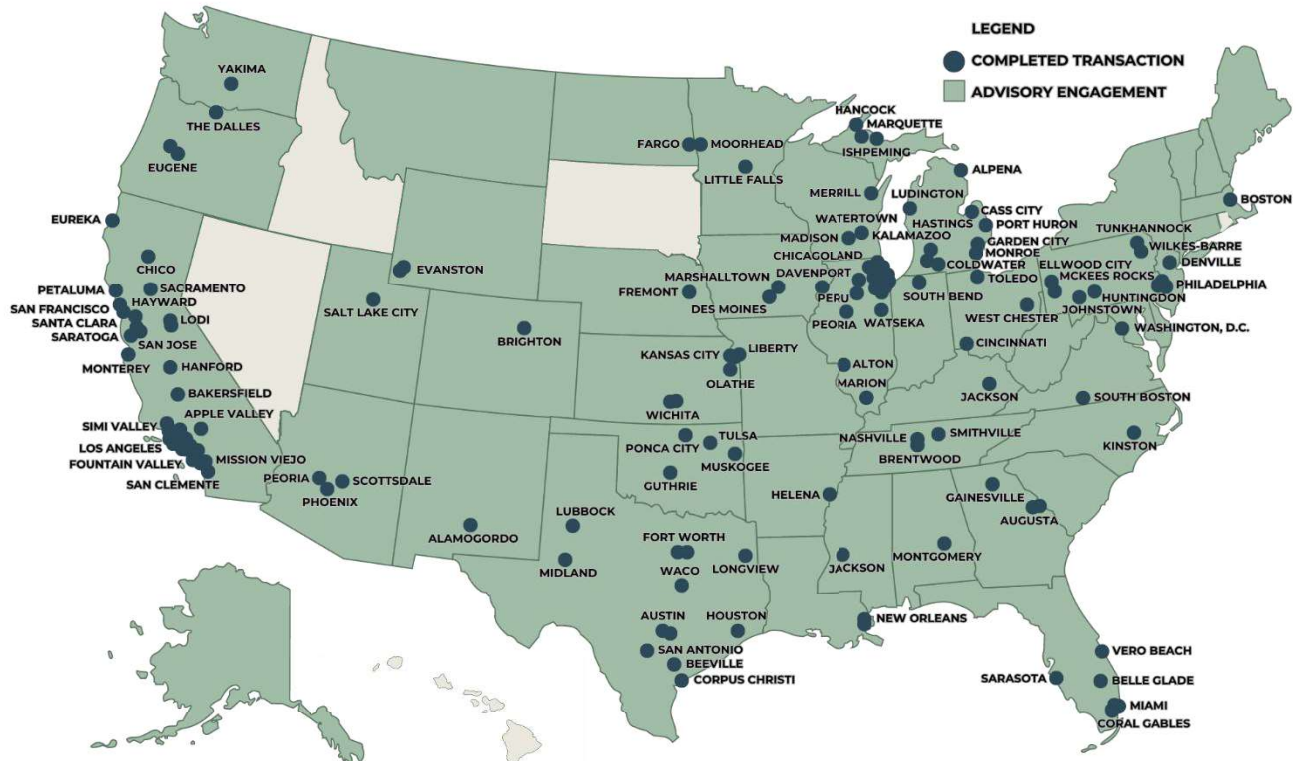 LEGEND
COMPLETED TRANSACTION
ADVISORY ENGAGEMENT
YAKIMA
THE DALLES
EUGENE
EUREKA
CHICO
SACRAMENTO
PETALUMA
HAYWARD
SAN FRANCISCO
LODI
SANTA CLARA
SARATOGA
SAN JOSE
MONTEREY
HANFORD
BAKERSFIELD
APPLE VALLEY
SIMI VALLEY
LOS ANGELES
FOUNTAIN VALLEY
MISSION VIEJO
SAN CLEMENTE
EVANSTON
SALT LAKE CITY
BRIGHTON
PEORIA
SCOTTSDALE
PHOENIX
ALAMOGORDO
FARGO
MOORHEAD
LITTLE FALLS
FREMONT
MARSHALLTOWN
DES MOINES
DAVENPORT
KANSAS CITY
LIBERTY
OLATHE
WICHITA
PONCA CITY
TULSA
MUSKOGEE
GUTHRIE
LUBBOCK
MIDLAND
FORT WORTH
WACO
LONGVIEW
AUSTIN
HOUSTON
SAN ANTONIO
BEEVILLE
CORPUS CHRISTI
HANCOCK
MARQUETTE
ISHPEMING
MERRILL
WATERTOWN
MADISON
CHICAGOLAND
PERU
PEORIA
WATSEKA
ALTON
MARION
ALPENA
LUDINGTON
CASS CITY
HASTINGS
PORT HURON
KALAMAZOO
GARDEN CITY
MONROE
COLDWATER
TOLEDO
SOUTH BEND
WEST CHESTER
CINCINNATI
JACKSON
NASHVILLE
SMITHVILLE
BRENTWOOD
HELENA
JACKSON
MONTGOMERY
GAINESVILLE
AUGUSTA
NEW ORLEANS
BOSTON
TUNKHANNOCK
WILKES-BARRE
ELLWOOD CITY
DENVILLE
MCKEES ROCKS
PHILADELPHIA
HUNTINGDON
JOHNSTOWN
WASHINGTON, D.C.
SOUTH BOSTON
KINSTON
VERO BEACH
SARASOTA
BELLE GLADE
MIAMI
CORAL GABLES